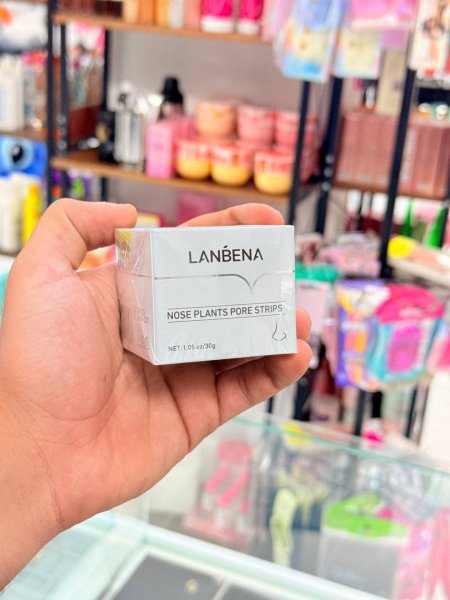 LANBENA
NOSE PLANTS PORE STRIPS
NET:1.05 oz/30g